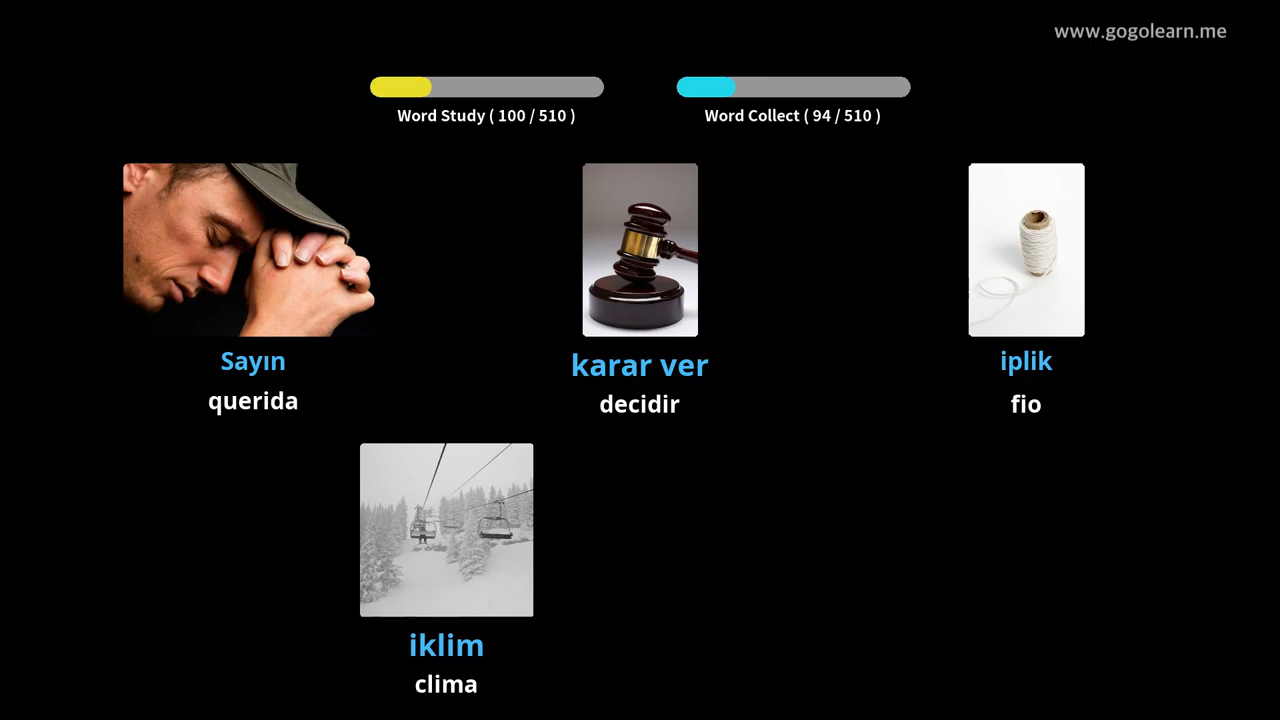 www.gogolearn.me
Word Study ( 100 / 510 )
Word Collect ( 94 / 510 )
Sayın
karar ver
iplik
querida
decidir
fio
iklim
clima